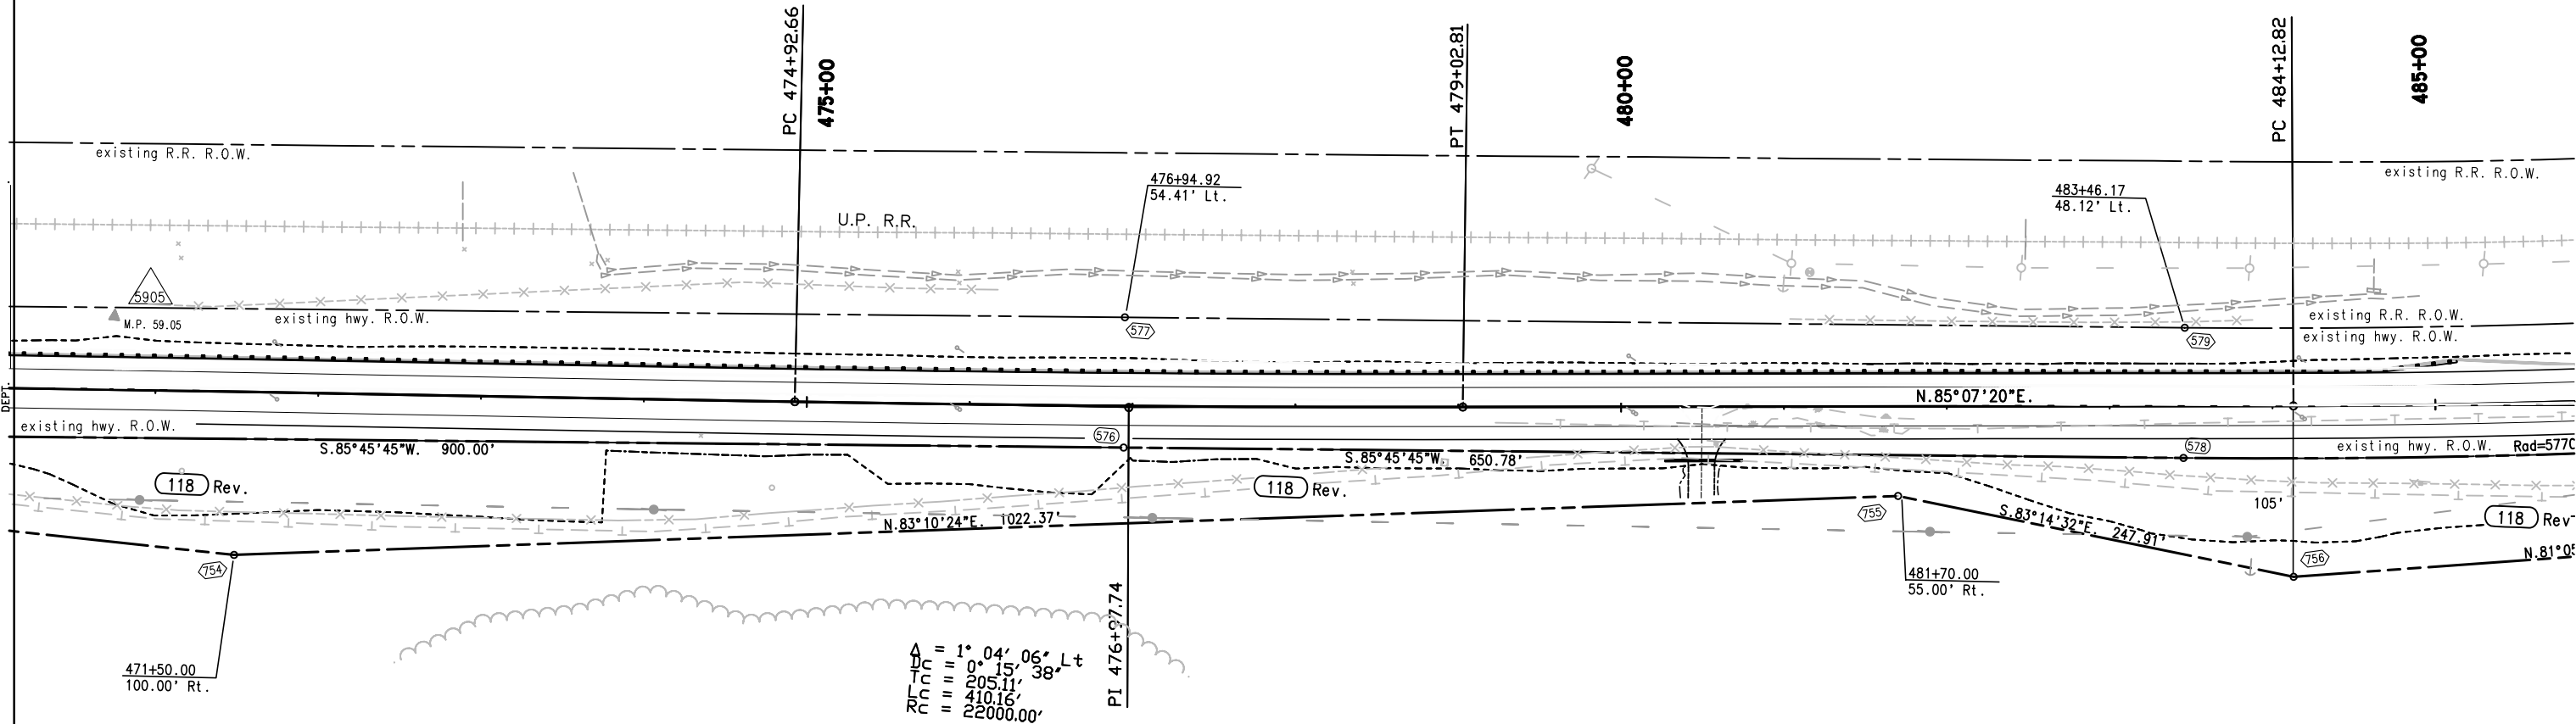 PC 474+92.66
475+00
PT 479+02.81
480+00
PC 484+12.82
485+00
existing R.R. R.O.W.
existing R.R. R.O.W.
476+94.92
54.41' Lt.
483+46.17
48.12' Lt.
U.P. R.R.
5905
M.P. 59.05
existing hwy. R.O.W.
577
existing R.R. R.O.W.
existing hwy. R.O.W.
579
DEPT.
N.85°07'20"E.
existing hwy. R.O.W.
S.85°45'45"W. 900.00'
576
S.85°45'45"W. 650.78'
578
existing hwy. R.O.W.
Rad=5770
118 Rev.
118 Rev.
105'
118 Rev
N.83°10'24"E. 1022.37'
755
S.83°14'32"E. 247.91'
756
N.81°05
754
481+70.00
55.00' Rt.
PI 476+97.74
471+50.00
100.00' Rt.
Δ = 1° 04' 06" Lt
Dc = 0° 15' 38"
Tc = 205.11'
Lc = 410.16'
Rc = 22000.00'